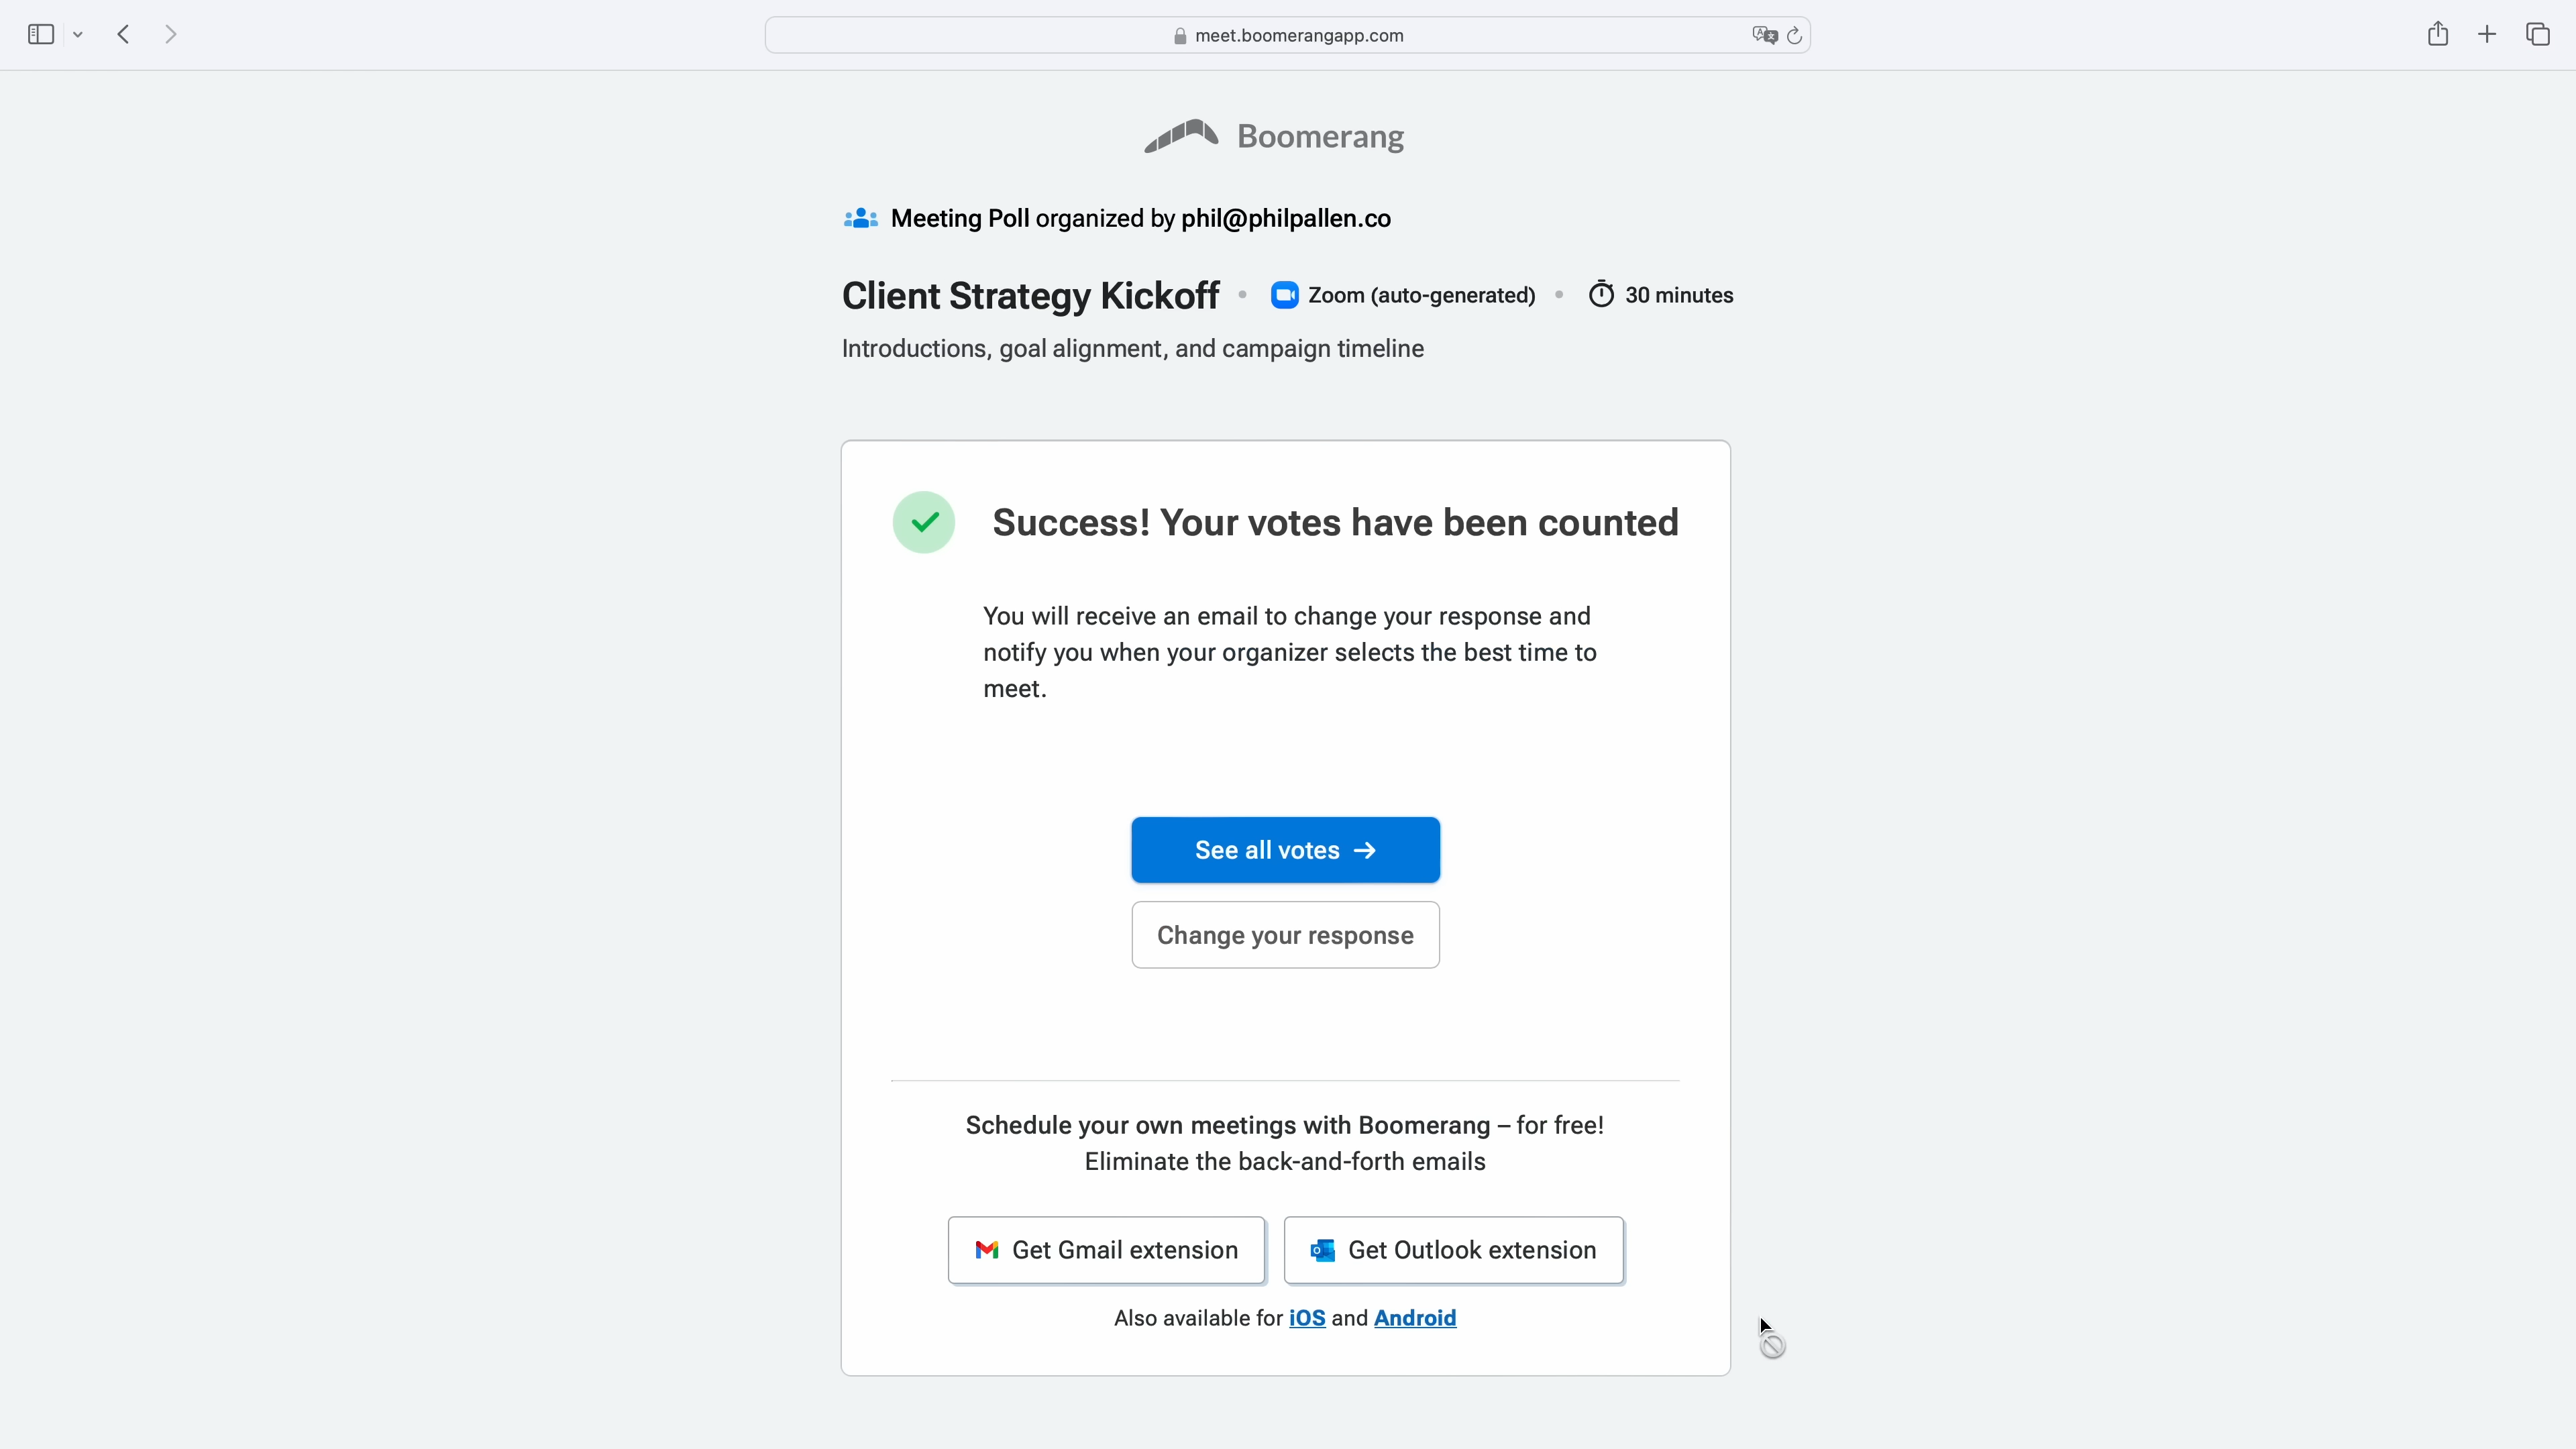 meet.boomerangapp.com
Boomerang
Meeting Poll organized by phil@philpallen.co
Client Strategy Kickoff • Zoom (auto-generated) • 30 minutes
Introductions, goal alignment, and campaign timeline
Success! Your votes have been counted
You will receive an email to change your response and
notify you when your organizer selects the best time to
meet.
See all votes →
Change your response
Schedule your own meetings with Boomerang – for free!
Eliminate the back-and-forth emails
Get Gmail extension Get Outlook extension
Also available for iOS and Android